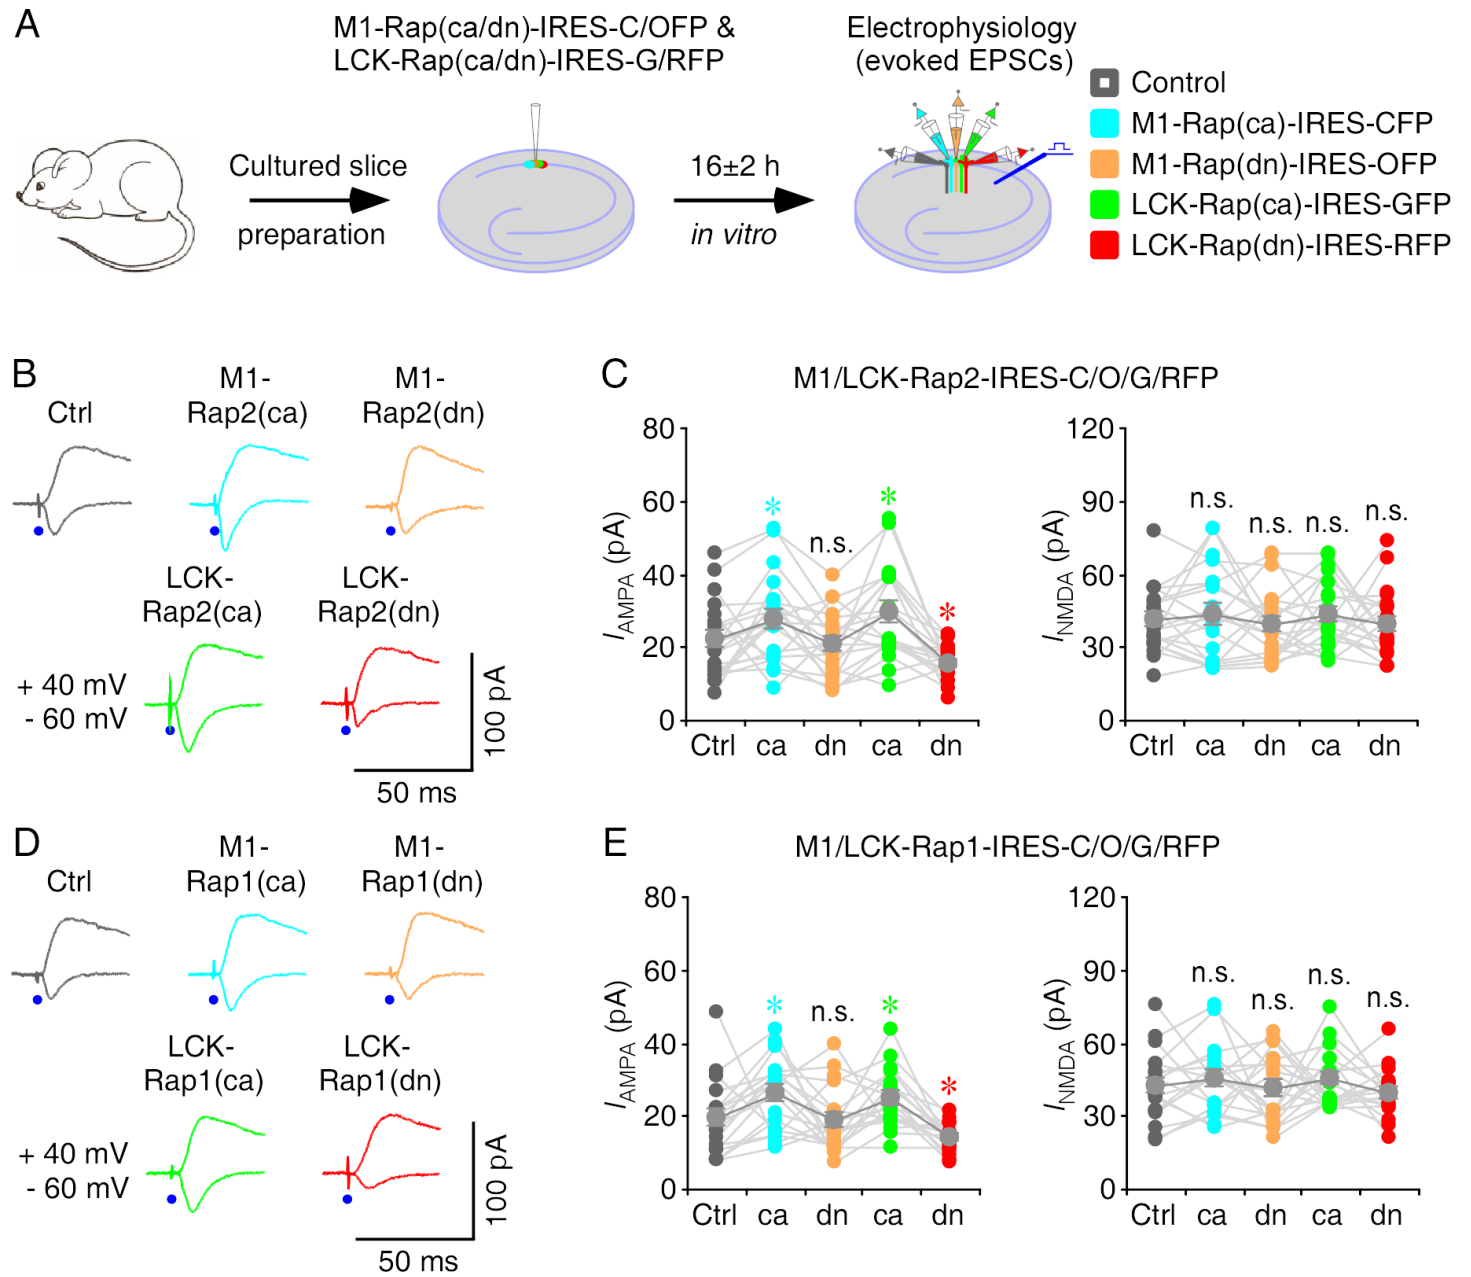 A
M1-Rap(ca/dn)-IRES-C/OFP &
LCK-Rap(ca/dn)-IRES-G/RFP
Electrophysiology
(evoked EPSCs)
Cultured slice
preparation
16±2 h
in vitro
Control
M1-Rap(ca)-IRES-CFP
M1-Rap(dn)-IRES-OFP
LCK-Rap(ca)-IRES-GFP
LCK-Rap(dn)-IRES-RFP
B
Ctrl
M1-
Rap2(ca)
M1-
Rap2(dn)
LCK-
Rap2(ca)
LCK-
Rap2(dn)
+ 40 mV
- 60 mV
100 pA
50 ms
C
M1/LCK-Rap2-IRES-C/O/G/RFP
IAMPA (pA)
80
60
40
20
0
*
n.s.
*
*
Ctrl ca dn ca dn
INMDA (pA)
120
90
60
30
0
n.s.
n.s.
n.s.
n.s.
Ctrl ca dn ca dn
D
Ctrl
M1-
Rap1(ca)
M1-
Rap1(dn)
LCK-
Rap1(ca)
LCK-
Rap1(dn)
+ 40 mV
- 60 mV
100 pA
50 ms
E
M1/LCK-Rap1-IRES-C/O/G/RFP
IAMPA (pA)
80
60
40
20
0
*
n.s.
*
*
Ctrl ca dn ca dn
INMDA (pA)
120
90
60
30
0
n.s.
n.s.
n.s.
n.s.
Ctrl ca dn ca dn